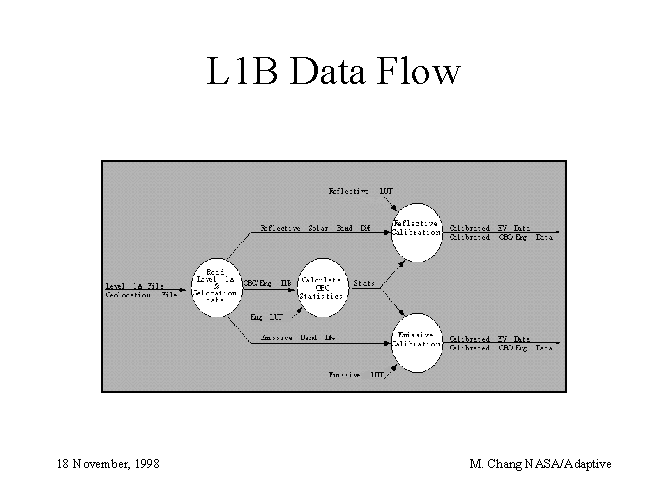 L1B Data Flow
Reflective LUT
Reflective Solar Band DN
Reflective
Calibration
Calibrated EV Data
Calibrated OBC/Eng Data
Level 1A File
Geolocation File
Read
Level 1A
&
Geolocation
Data
OBC/Eng DN
Calculate
OBC
Statistics
Stats
Eng LUT
Emissive Band DN
Emissive
Calibration
Calibrated EV Data
Calibrated OBC/Eng Data
Emissive LUT
18 November, 1998
M. Chang NASA/Adaptive